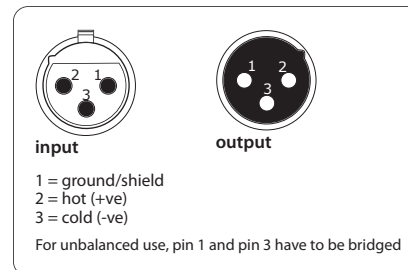 2 1
3
input
1 2
3
output
1 = ground/shield
2 = hot (+ve)
3 = cold (-ve)
For unbalanced use, pin 1 and pin 3 have to be bridged